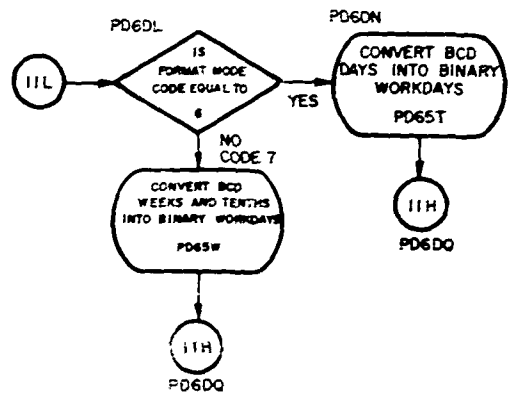 PD6DL
IS
FORMAT MODE
CODE EQUAL TO
6
11L
YES
NO
CODE 7
PD6DN
CONVERT BCD
DAYS INTO BINARY
WORKDAYS
PD65T
11H
PD6DQ
CONVERT BCD
WEEKS AND TENTHS
INTO BINARY WORKDAYS
PD65W
11H
PD6DQ